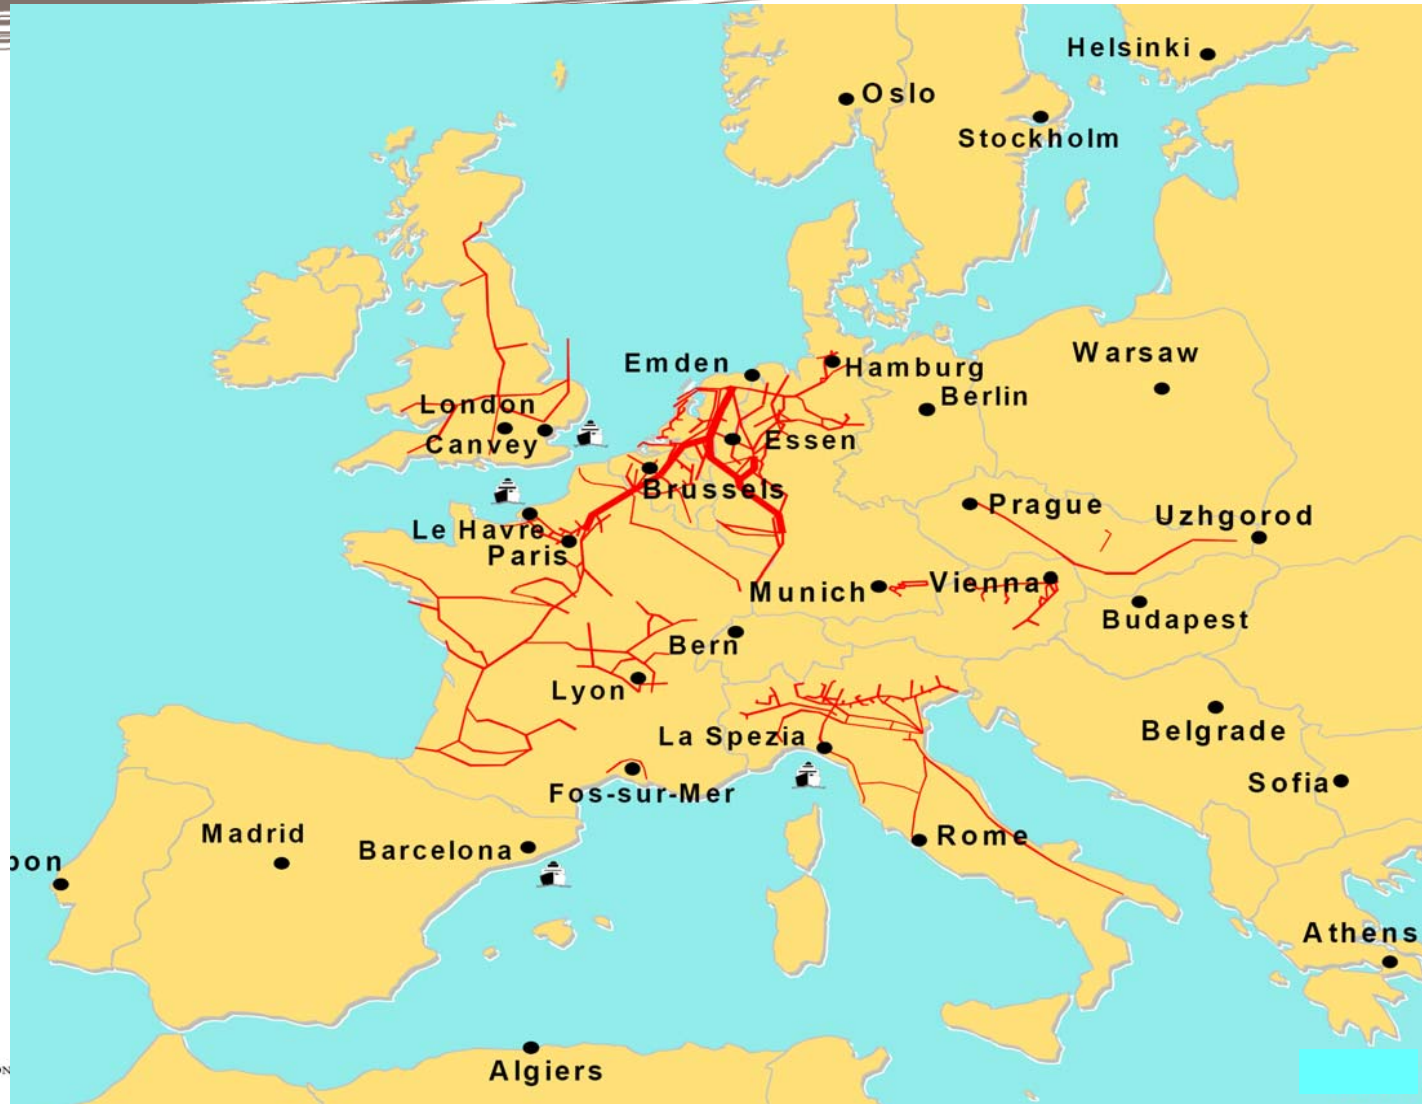 Helsinki
Oslo
Stockholm
Warsaw
Emden
Hamburg
Berlin
London
Canvey
Essen
Brussels
Prague
Uzhgorod
Le Havre
Paris
Munich
Vienna
Budapest
Bern
Lyon
La Spezia
Belgrade
Sofia
Fos-sur-Mer
Madrid
Barcelona
Rome
Athens
Algiers